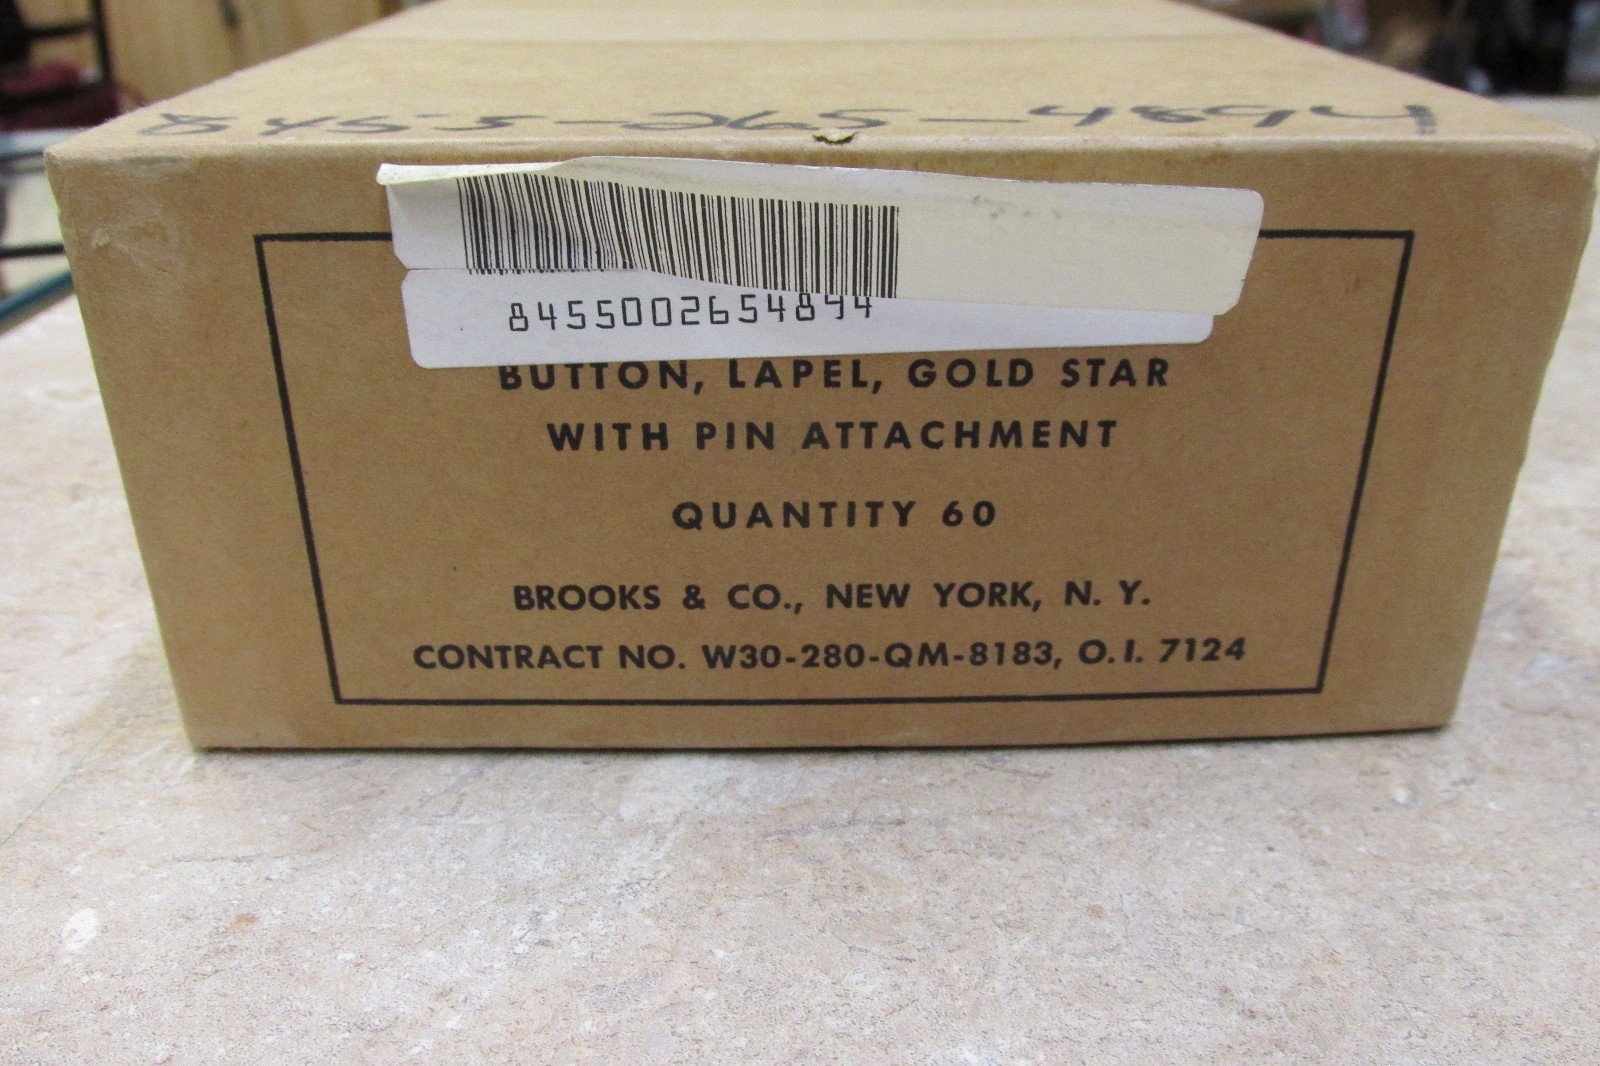 8455-265-4894
8455002654894
BUTTON, LAPEL, GOLD STAR
WITH PIN ATTACHMENT
QUANTITY 60
BROOKS & CO., NEW YORK, N. Y.
CONTRACT NO. W30-280-QM-8183, O.I. 7124